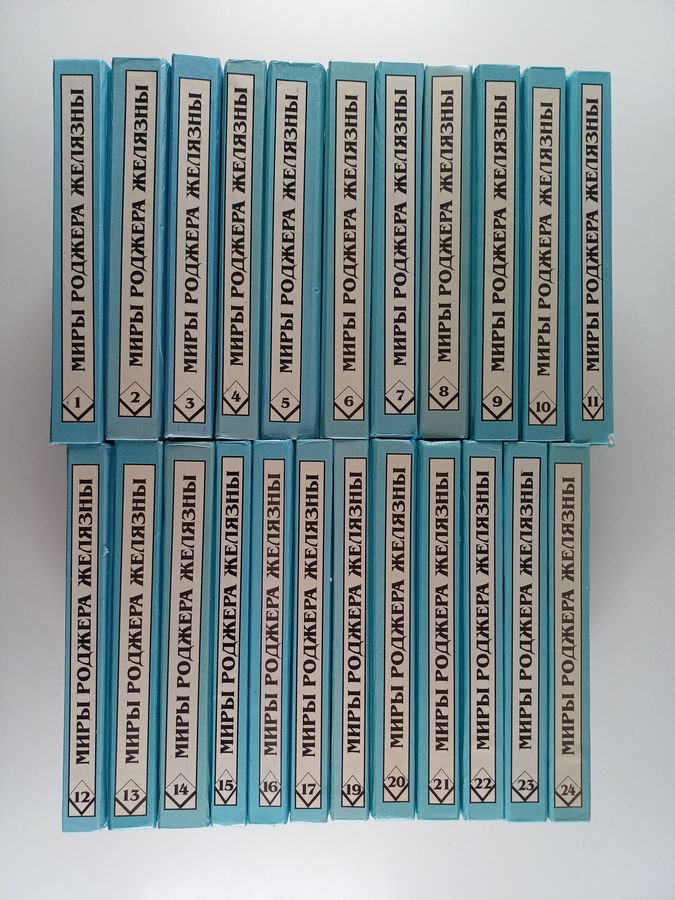 МИРЫ РОДЖЕРА ЖЕЛЯЗНЫ 1
МИРЫ РОДЖЕРА ЖЕЛЯЗНЫ 2
МИРЫ РОДЖЕРА ЖЕЛЯЗНЫ 3
МИРЫ РОДЖЕРА ЖЕЛЯЗНЫ 4
МИРЫ РОДЖЕРА ЖЕЛЯЗНЫ 5
МИРЫ РОДЖЕРА ЖЕЛЯЗНЫ 6
МИРЫ РОДЖЕРА ЖЕЛЯЗНЫ 7
МИРЫ РОДЖЕРА ЖЕЛЯЗНЫ 8
МИРЫ РОДЖЕРА ЖЕЛЯЗНЫ 9
МИРЫ РОДЖЕРА ЖЕЛЯЗНЫ 10
МИРЫ РОДЖЕРА ЖЕЛЯЗНЫ 11
МИРЫ РОДЖЕРА ЖЕЛЯЗНЫ 12
МИРЫ РОДЖЕРА ЖЕЛЯЗНЫ 13
МИРЫ РОДЖЕРА ЖЕЛЯЗНЫ 14
МИРЫ РОДЖЕРА ЖЕЛЯЗНЫ 15
МИРЫ РОДЖЕРА ЖЕЛЯЗНЫ 16
МИРЫ РОДЖЕРА ЖЕЛЯЗНЫ 17
МИРЫ РОДЖЕРА ЖЕЛЯЗНЫ 19
МИРЫ РОДЖЕРА ЖЕЛЯЗНЫ 20
МИРЫ РОДЖЕРА ЖЕЛЯЗНЫ 21
МИРЫ РОДЖЕРА ЖЕЛЯЗНЫ 22
МИРЫ РОДЖЕРА ЖЕЛЯЗНЫ 23
МИРЫ РОДЖЕРА ЖЕЛЯЗНЫ 24